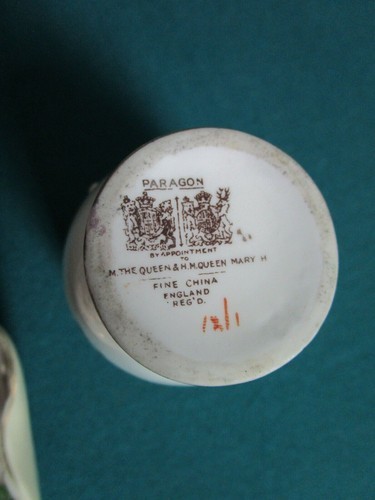 PARAGON
BY APPOINTMENT
TO
M. THE QUEEN & H.M. QUEEN MARY H
FINE CHINA
ENGLAND
REG'D.